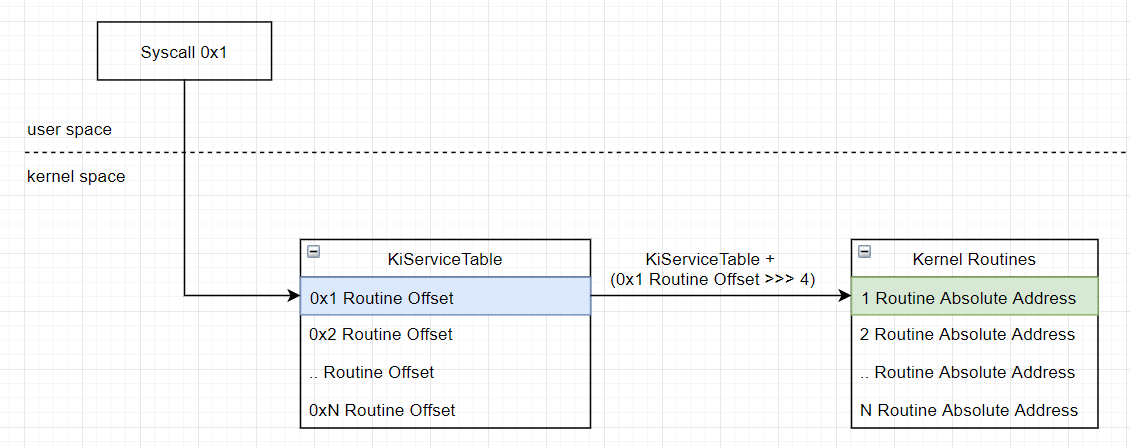 Syscall 0x1
user space
kernel space
KiServiceTable
0x1 Routine Offset
0x2 Routine Offset
.. Routine Offset
0xN Routine Offset
KiServiceTable +
(0x1 Routine Offset >>> 4)
Kernel Routines
1 Routine Absolute Address
2 Routine Absolute Address
.. Routine Absolute Address
N Routine Absolute Address